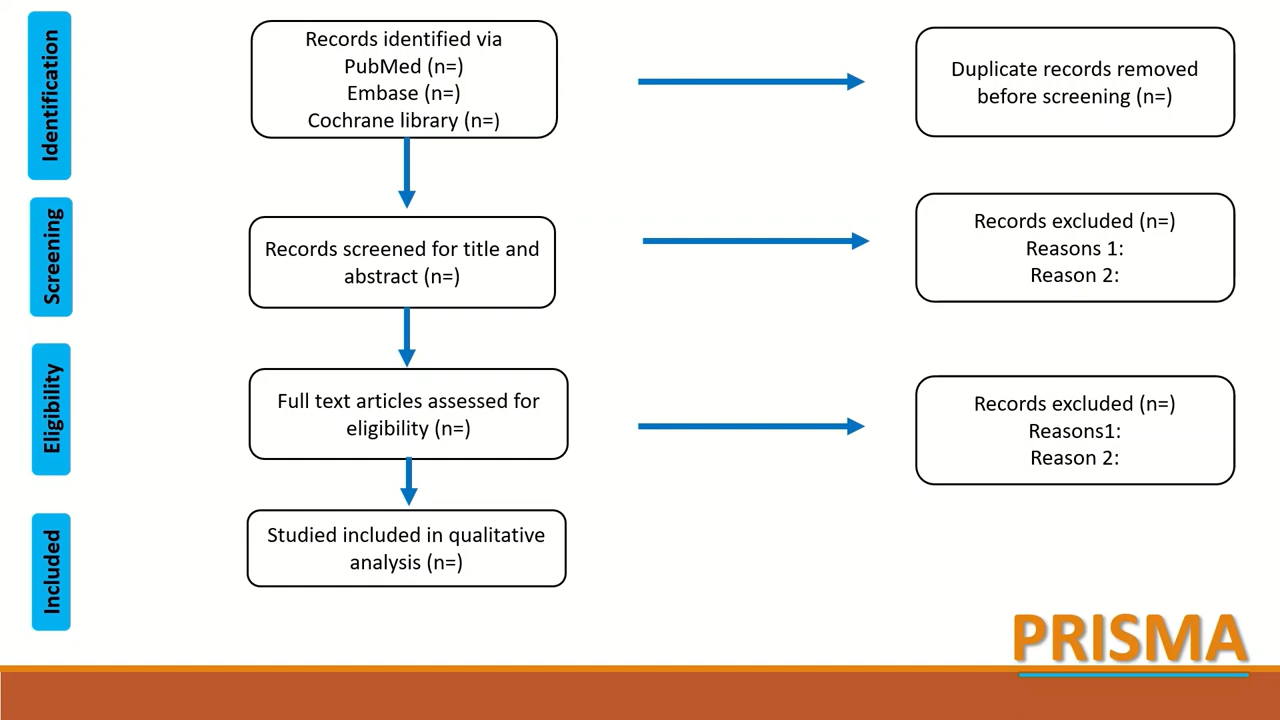 Identification
Records identified via
PubMed (n=)
Embase (n=)
Cochrane library (n=)
Duplicate records removed
before screening (n=)
Screening
Records screened for title and
abstract (n=)
Records excluded (n=)
Reasons 1:
Reason 2:
Eligibility
Full text articles assessed for
eligibility (n=)
Records excluded (n=)
Reasons1:
Reason 2:
Included
Studied included in qualitative
analysis (n=)
PRISMA